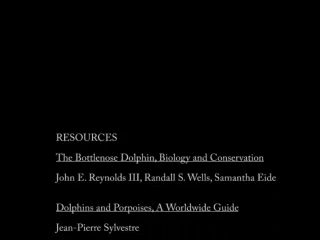 RESOURCES
The Bottlenose Dolphin, Biology and Conservation
John E. Reynolds III, Randall S. Wells, Samantha Eide
Dolphins and Porpoises, A Worldwide Guide
Jean-Pierre Sylvestre